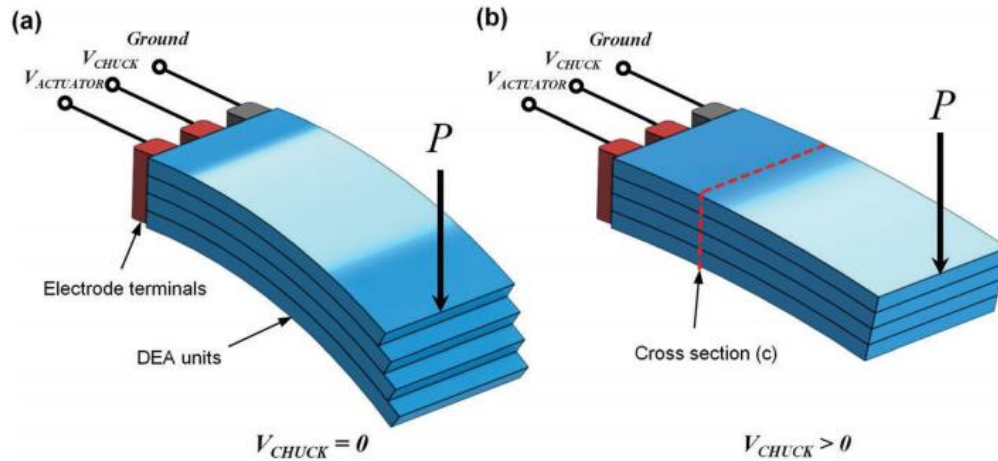 (a)
Ground
V_CHUCK
V_ACTUATOR
P
Electrode terminals
DEA units
V_CHUCK = 0
(b)
Ground
V_CHUCK
V_ACTUATOR
P
Cross section (c)
V_CHUCK > 0